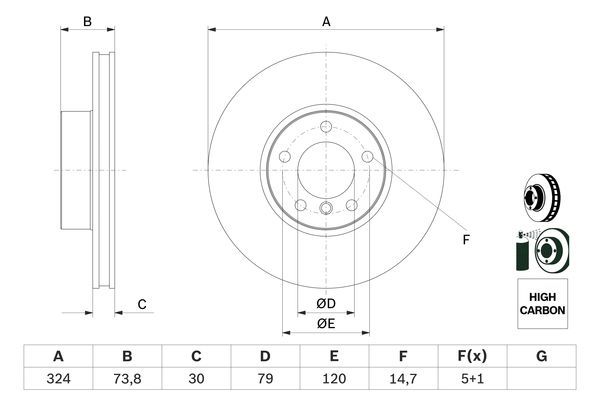 B
A
F
C
ØD
ØE
HIGH
CARBON
A B C D E F F(x) G
324 73,8 30 79 120 14,7 5+1